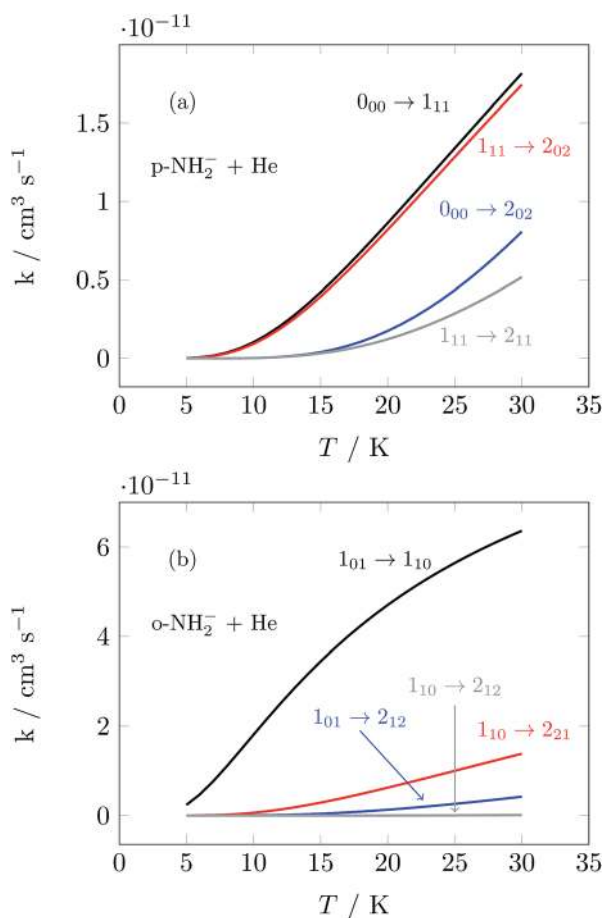 ·10⁻¹¹
(a)
0₀₀ → 1₁₁
1.5
1₁₁ → 2₀₂
p-NH₂⁻ + He
1
0₀₀ → 2₀₂
0.5
1₁₁ → 2₁₁
0
k / cm³ s⁻¹
0 5 10 15 20 25 30 35
T / K
·10⁻¹¹
6
(b)
1₀₁ → 1₁₀
o-NH₂⁻ + He
4
1₁₀ → 2₁₂
1₀₁ → 2₁₂
1₁₀ → 2₂₁
2
0
k / cm³ s⁻¹
0 5 10 15 20 25 30 35
T / K